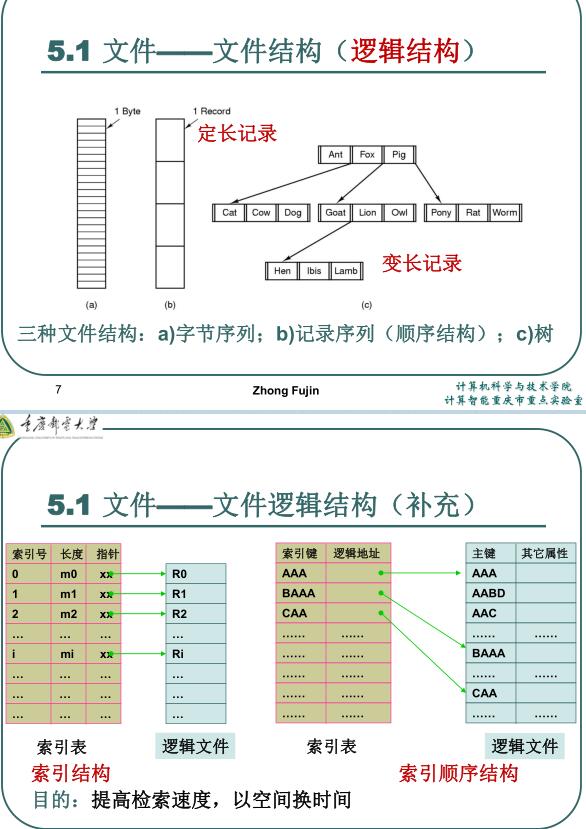 5.1 文件——文件结构（逻辑结构）
1 Byte
1 Record
定长记录
Ant Fox Pig
Cat Cow Dog Goat Lion Owl Pony Rat Worm
Hen Ibis Lamb
变长记录
(a) (b) (c)
三种文件结构：a)字节序列；b)记录序列（顺序结构）；c)树
7 Zhong Fujin 计算机科学与技术学院
计算智能重庆市重点实验室
重庆邮电大学
5.1 文件——文件逻辑结构（补充）
索引号 长度 指针
0 m0 xx
1 m1 xx
2 m2 xx
... ... ...
i mi xx
... ... ...
... ... ...
... ... ...
R0
R1
R2
...
Ri
...
...
...
索引键 逻辑地址
AAA
BAAA
CAA
...... ......
...... ......
...... ......
...... ......
...... ......
主键 其它属性
AAA
AABD
AAC
...... ......
BAAA
...... ......
CAA
...... ......
索引表 逻辑文件 索引表 逻辑文件
索引结构 索引顺序结构
目的：提高检索速度，以空间换时间